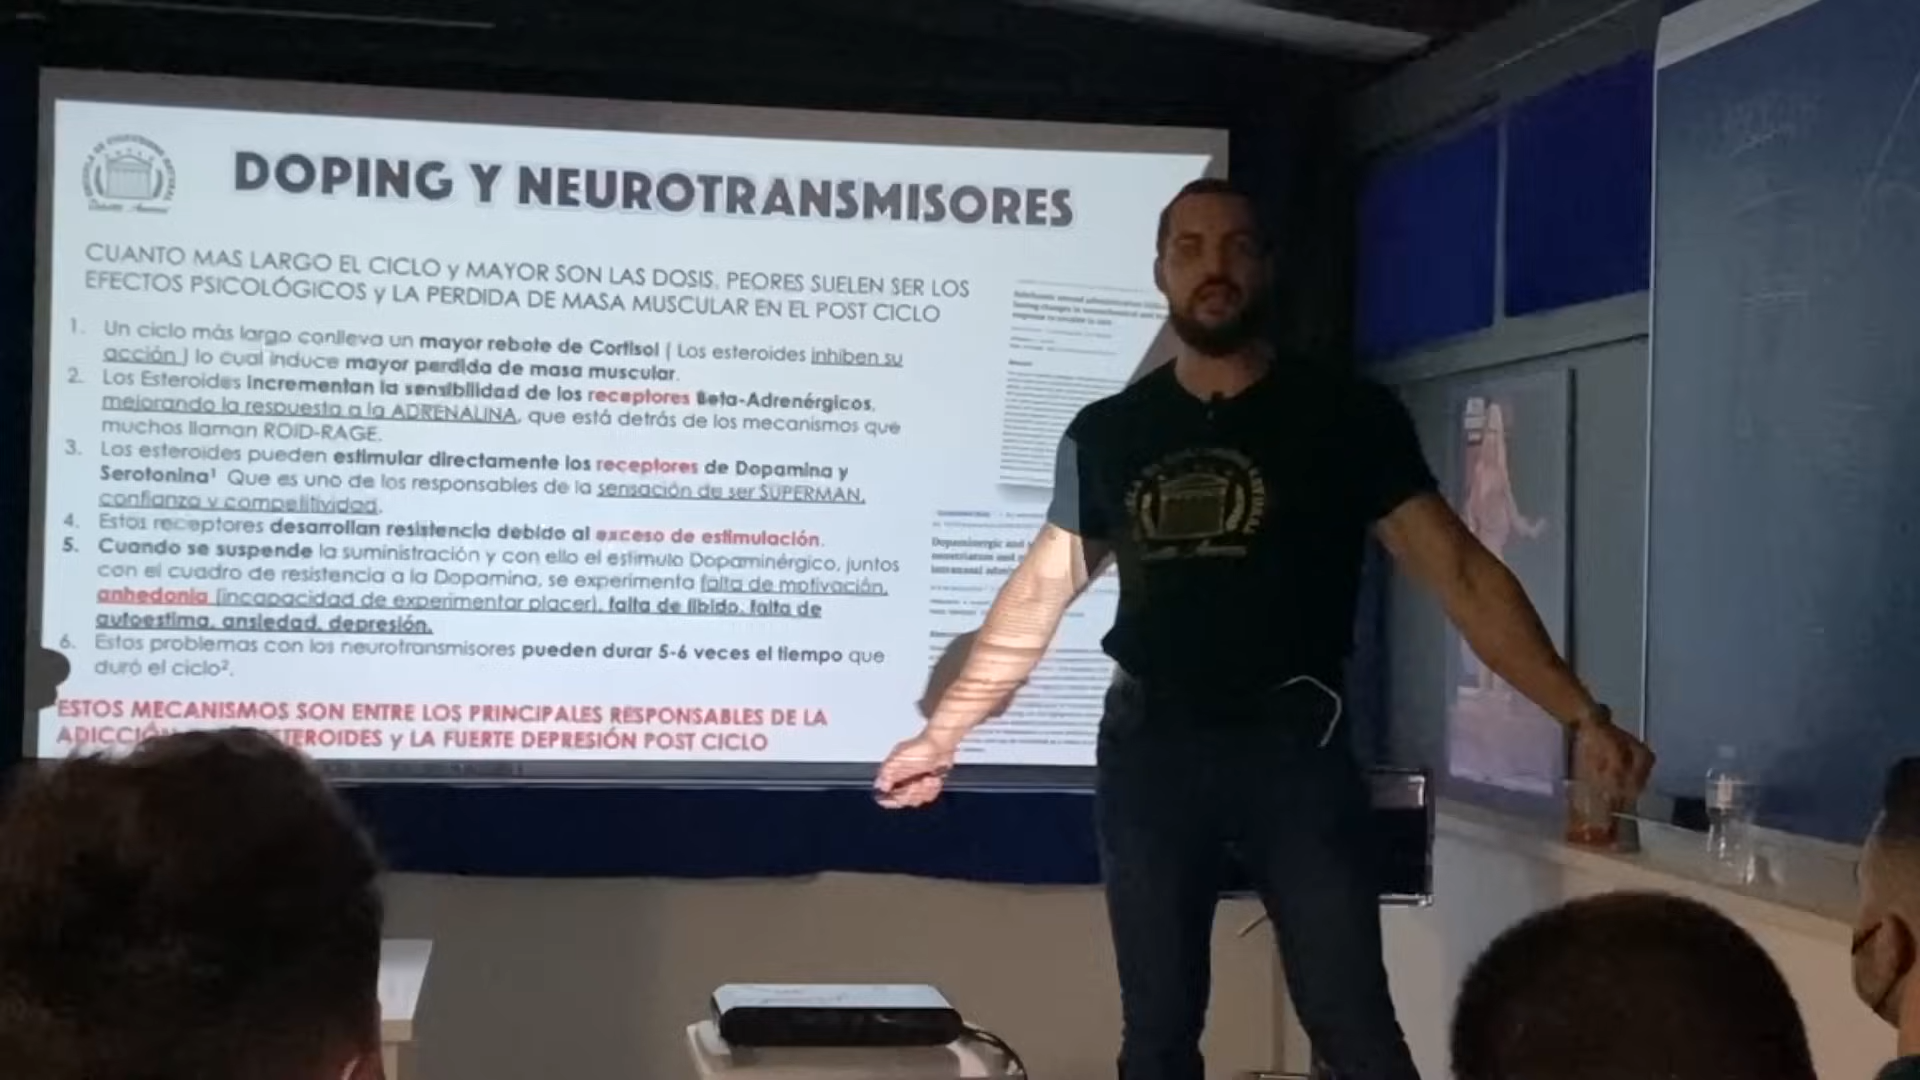 DOPING Y NEUROTRANSMISORES
CUANTO MAS LARGO EL CICLO y MAYOR SON LAS DOSIS, PEORES SUELEN SER LOS
EFECTOS PSICOLÓGICOS y LA PERDIDA DE MASA MUSCULAR EN EL POST CICLO
1. Un ciclo más largo conlleva un mayor rebote de Cortisol ( Los esteroides inhiben su
acción ) lo cual induce mayor perdida de masa muscular.
2. Los Esteroides incrementan la sensibilidad de los receptores Beta-Adrenérgicos,
mejorando la respuesta a la ADRENALINA, que está detrás de los mecanismos que
muchos llaman ROID-RAGE.
3. Los esteroides pueden estimular directamente los receptores de Dopamina y
Serotonina¹ Que es uno de los responsables de la sensación de ser SUPERMAN,
confianza y competitividad.
4. Estos receptores desarrollan resistencia debido al exceso de estimulación.
5. Cuando se suspende la suministración y con ello el estimulo Dopaminérgico, juntos
con el cuadro de resistencia a la Dopamina, se experimenta falta de motivación,
anhedonia (incapacidad de experimentar placer), falta de libido, falta de
autoestima, ansiedad, depresión.
6. Estos problemas con los neurotransmisores pueden durar 5-6 veces el tiempo que
duró el ciclo².
ESTOS MECANISMOS SON ENTRE LOS PRINCIPALES RESPONSABLES DE LA
TEROIDES y LA FUERTE DEPRESIÓN POST CICLO